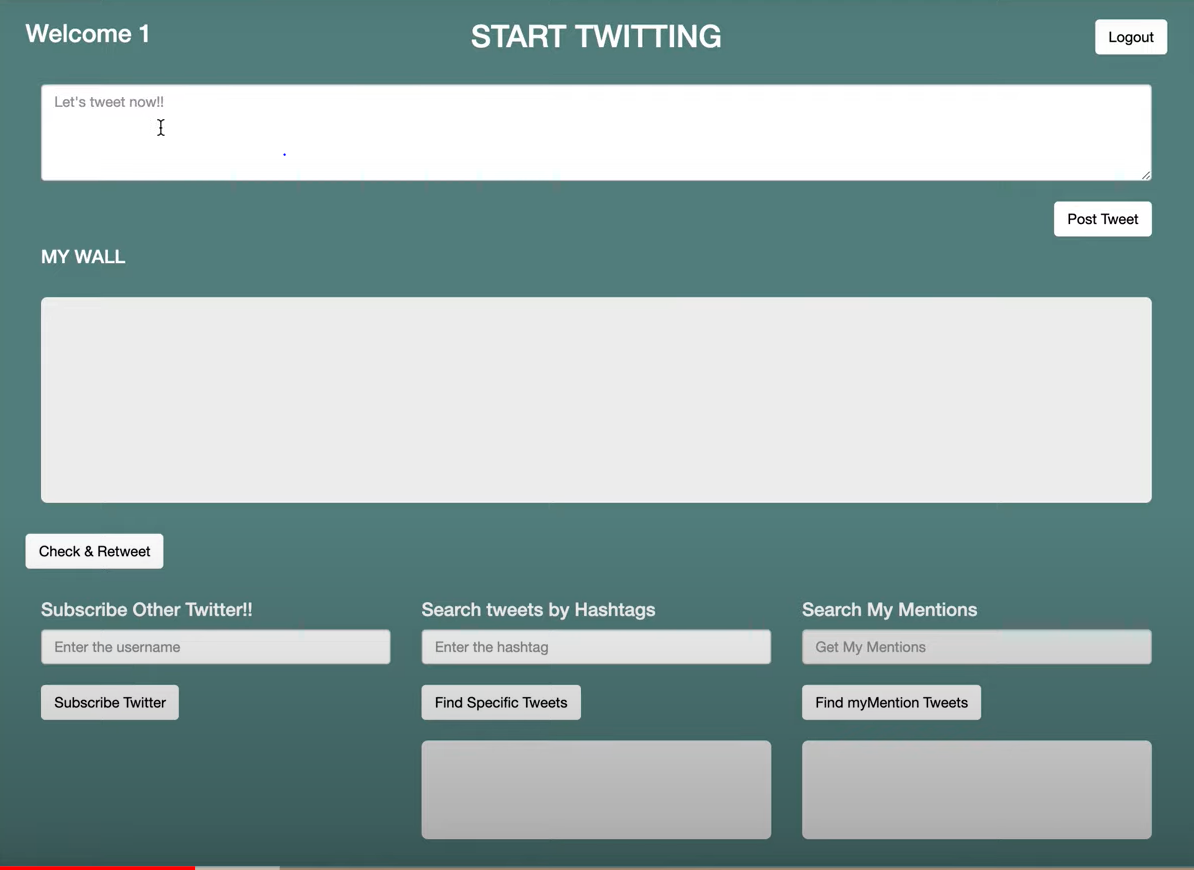 Welcome 1
START TWITTING
Logout
Let's tweet now!!
Post Tweet
MY WALL
Check & Retweet
Subscribe Other Twitter!!
Search tweets by Hashtags
Search My Mentions
Enter the username
Enter the hashtag
Get My Mentions
Subscribe Twitter
Find Specific Tweets
Find myMention Tweets